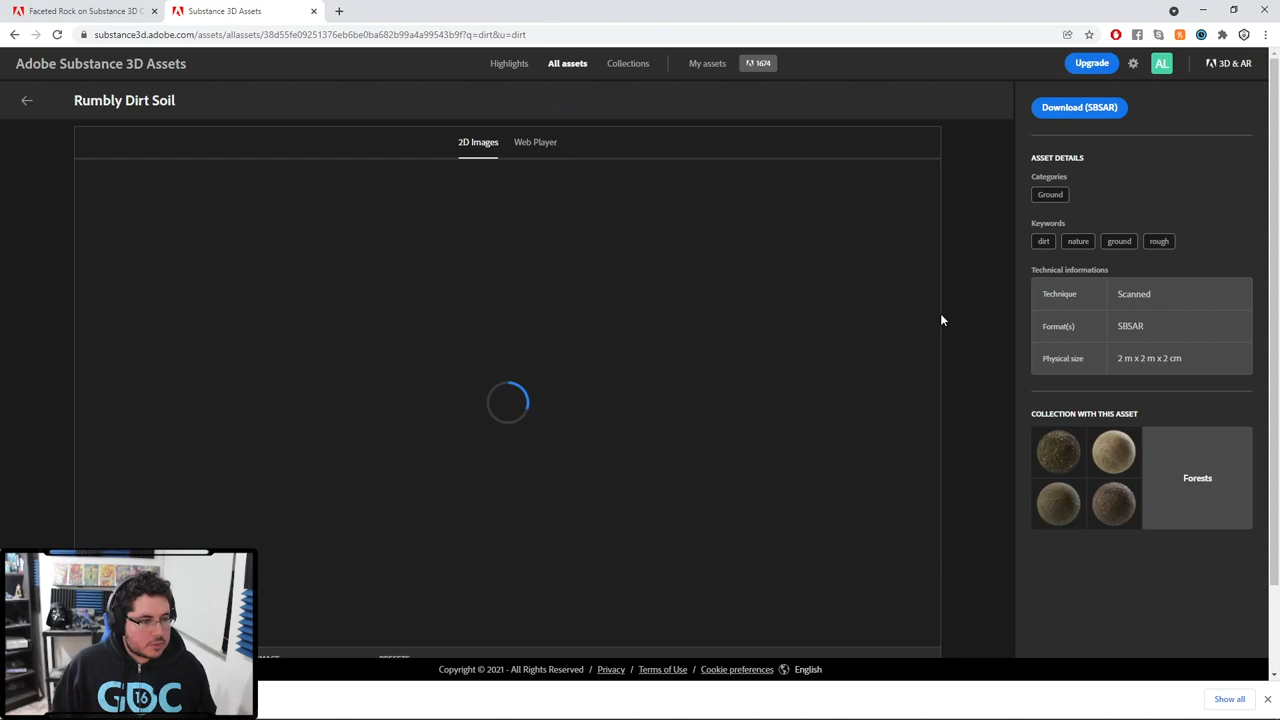 Faceted Rock on Substance 3D
Substance 3D Assets
substance3d.adobe.com/assets/allassets/38d55fe09251376eb6be0ba682b99a4a99543b9f?q=dirt&u=dirt
Adobe Substance 3D Assets
Highlights
All assets
Collections
My assets
1674
Upgrade
AL
3D & AR
Rumbly Dirt Soil
Download (SBSAR)
2D Images
Web Player
ASSET DETAILS
Categories
Ground
Keywords
dirt nature ground rough
Technical informations
Technique Scanned
Format(s) SBSAR
Physical size 2 m x 2 m x 2 cm
COLLECTION WITH THIS ASSET
Forests
PRESETS
Copyright © 2021 - All Rights Reserved / Privacy / Terms of Use / Cookie preferences English
Show all
GDC
16